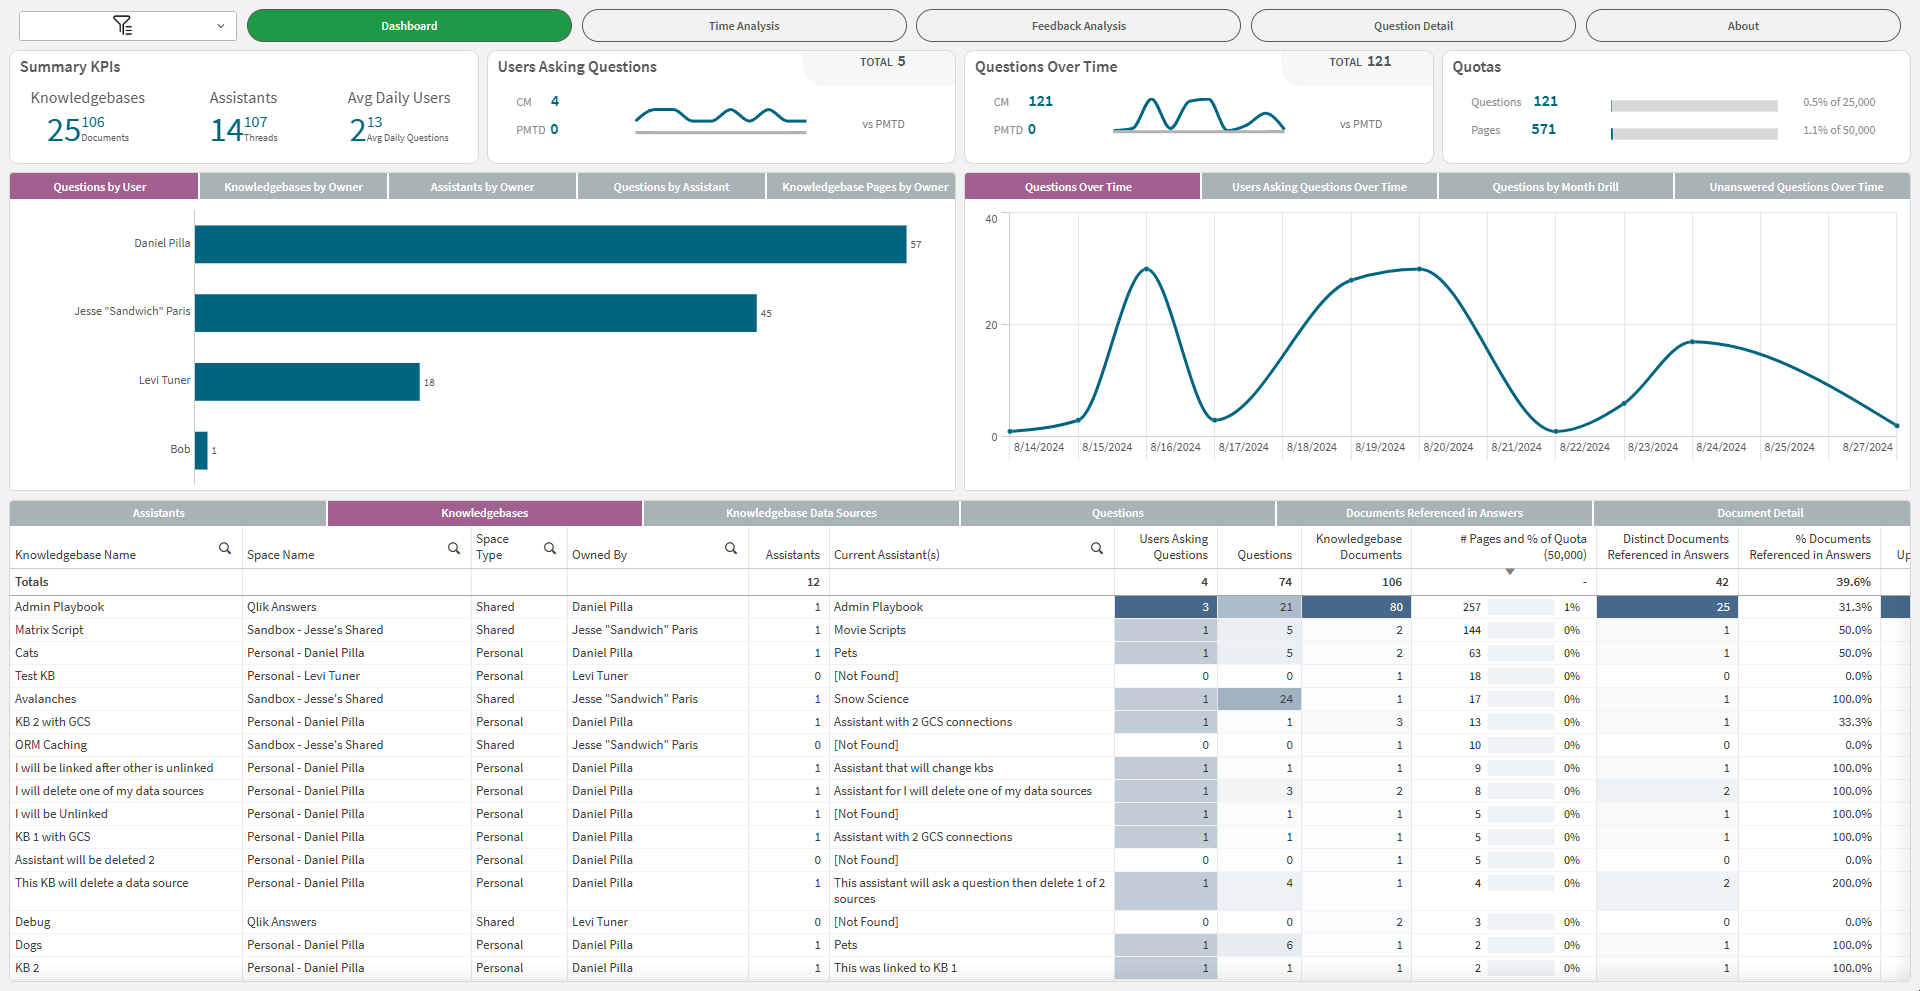 Dashboard
Time Analysis
Feedback Analysis
Question Detail
About
Summary KPIs
Knowledgebases
25 106 Documents
Assistants
14 107 Threads
Avg Daily Users
2 13 Avg Daily Questions
Users Asking Questions
TOTAL 5
CM 4
PMTD 0
vs PMTD
Questions Over Time
TOTAL 121
CM 121
PMTD 0
vs PMTD
Quotas
Questions 121 0.5% of 25,000
Pages 571 1.1% of 50,000
Questions by User
Knowledgebases by Owner
Assistants by Owner
Questions by Assistant
Knowledgebase Pages by Owner
Daniel Pilla 57
Jesse "Sandwich" Paris 45
Levi Tuner 18
Bob 1
Questions Over Time
Users Asking Questions Over Time
Questions by Month Drill
Unanswered Questions Over Time
40
20
0
8/14/2024 8/15/2024 8/16/2024 8/17/2024 8/18/2024 8/19/2024 8/20/2024 8/21/2024 8/22/2024 8/23/2024 8/24/2024 8/25/2024 8/27/2024
Assistants
Knowledgebases
Knowledgebase Data Sources
Questions
Documents Referenced in Answers
Document Detail
Knowledgebase Name
Space Name
Space
Type
Owned By
Assistants
Current Assistant(s)
Users Asking
Questions
Questions
Knowledgebase
Documents
# Pages and % of Quota
(50,000)
Distinct Documents
Referenced in Answers
% Documents
Referenced in Answers
Up
Totals 12 4 74 106 - 42 39.6%
Admin Playbook Qlik Answers Shared Daniel Pilla 1 Admin Playbook 3 21 80 257 1% 25 31.3%
Matrix Script Sandbox - Jesse's Shared Shared Jesse "Sandwich" Paris 1 Movie Scripts 1 5 2 144 0% 1 50.0%
Cats Personal - Daniel Pilla Personal Daniel Pilla 1 Pets 1 5 2 63 0% 1 50.0%
Test KB Personal - Levi Tuner Personal Levi Tuner 0 [Not Found] 0 0 1 18 0% 0 0.0%
Avalanches Sandbox - Jesse's Shared Shared Jesse "Sandwich" Paris 1 Snow Science 1 24 1 17 0% 1 100.0%
KB 2 with GCS Personal - Daniel Pilla Personal Daniel Pilla 1 Assistant with 2 GCS connections 1 1 3 13 0% 1 33.3%
ORM Caching Sandbox - Jesse's Shared Shared Jesse "Sandwich" Paris 0 [Not Found] 0 0 1 10 0% 0 0.0%
I will be linked after other is unlinked Personal - Daniel Pilla Personal Daniel Pilla 1 Assistant that will change kbs 1 1 1 9 0% 1 100.0%
I will delete one of my data sources Personal - Daniel Pilla Personal Daniel Pilla 1 Assistant for I will delete one of my data sources 1 3 2 8 0% 2 100.0%
I will be Unlinked Personal - Daniel Pilla Personal Daniel Pilla 1 [Not Found] 1 1 1 5 0% 1 100.0%
KB 1 with GCS Personal - Daniel Pilla Personal Daniel Pilla 1 Assistant with 2 GCS connections 1 1 1 5 0% 1 100.0%
Assistant will be deleted 2 Personal - Daniel Pilla Personal Daniel Pilla 0 [Not Found] 0 0 1 5 0% 0 0.0%
This KB will delete a data source Personal - Daniel Pilla Personal Daniel Pilla 1 This assistant will ask a question then delete 1 of 2 1 4 1 4 0% 2 200.0%
sources
Debug Qlik Answers Shared Levi Tuner 0 [Not Found] 0 0 2 3 0% 0 0.0%
Dogs Personal - Daniel Pilla Personal Daniel Pilla 1 Pets 1 6 1 2 0% 1 100.0%
KB 2 Personal - Daniel Pilla Personal Daniel Pilla 1 This was linked to KB 1 1 1 1 2 0% 1 100.0%